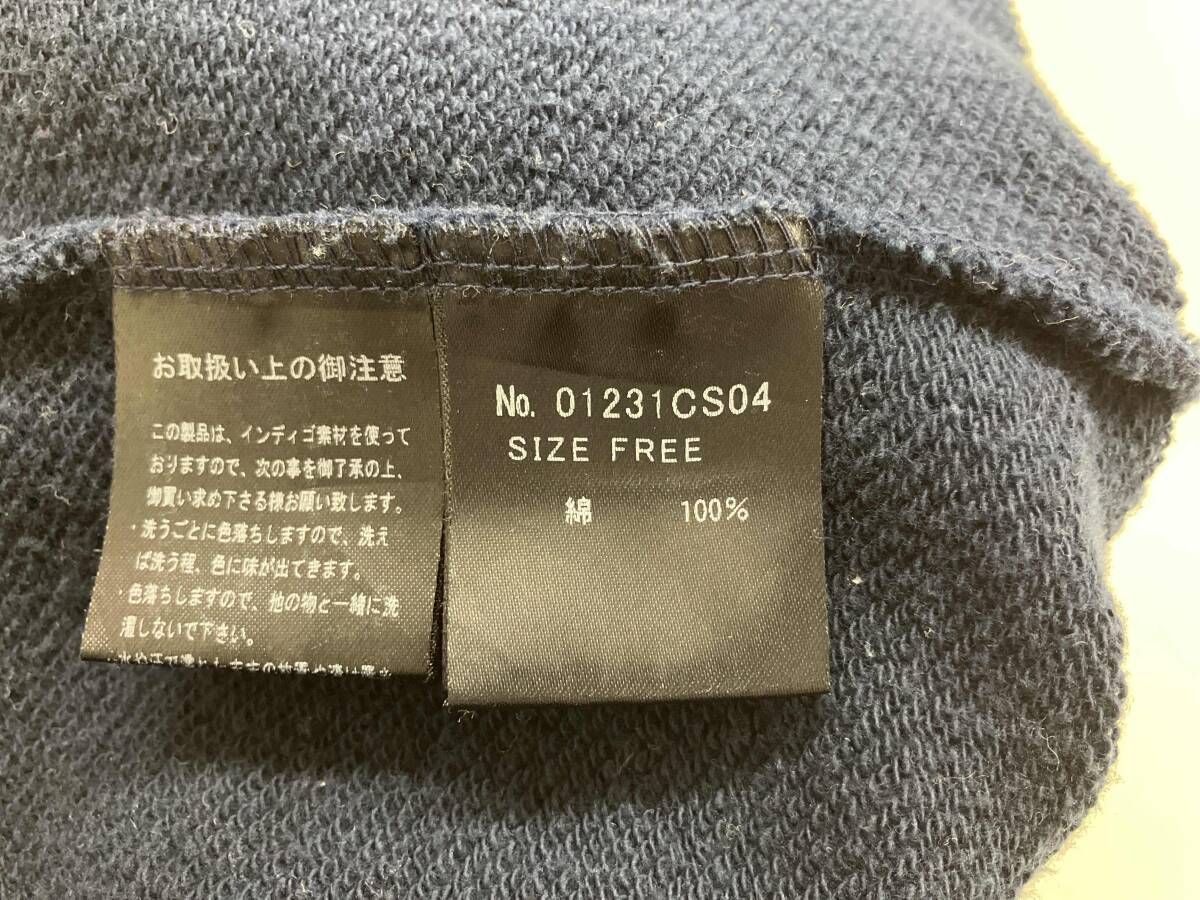 お取扱い上の御注意
この製品は、インディゴ素材を使って
おりますので、次の事を御了承の上、
御買い求め下さる様お願い致します。
・洗うごとに色落ちしますので、洗え
ば洗う程、色に味が出てきます。
・色落ちしますので、他の物と一緒に洗
濯しないで下さい。
No. 01231CS04
SIZE FREE
綿 100%